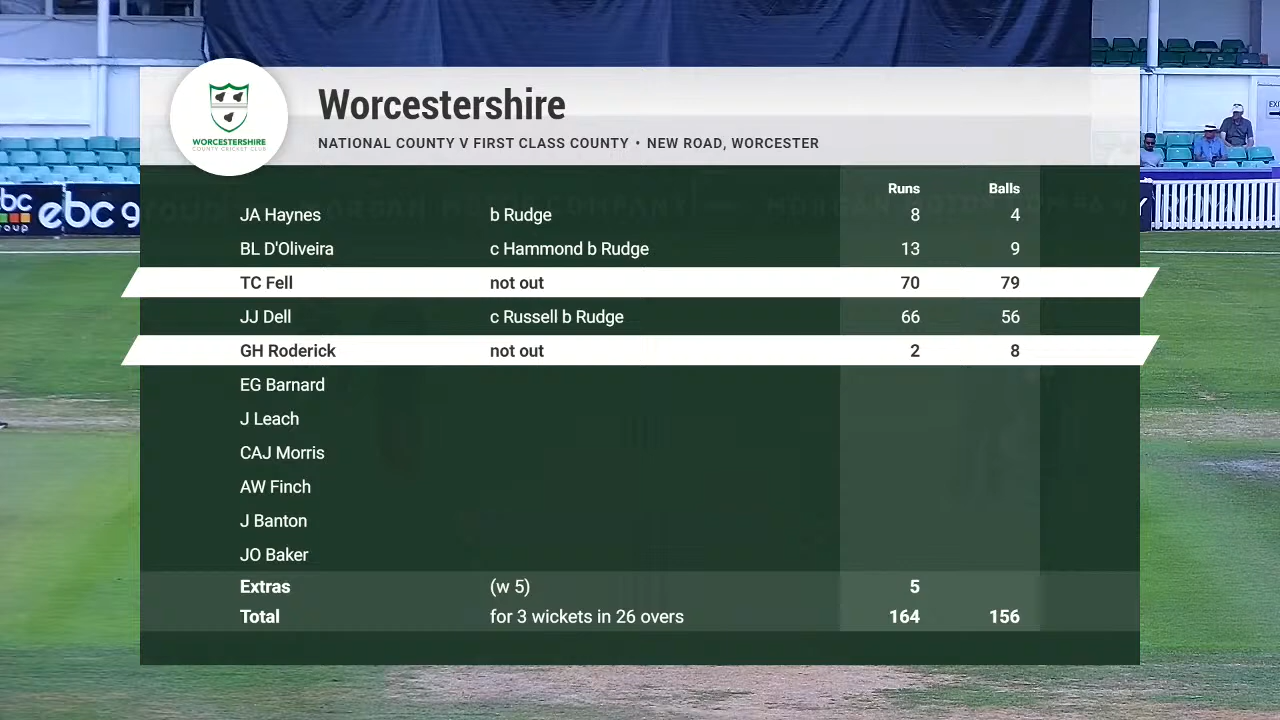 Worcestershire
NATIONAL COUNTY V FIRST CLASS COUNTY • NEW ROAD, WORCESTER
WORCESTERSHIRE
COUNTY CRICKET CLUB
Runs Balls
JA Haynes b Rudge 8 4
BL D'Oliveira c Hammond b Rudge 13 9
TC Fell not out 70 79
JJ Dell c Russell b Rudge 66 56
GH Roderick not out 2 8
EG Barnard
J Leach
CAJ Morris
AW Finch
J Banton
JO Baker
Extras (w 5) 5
Total for 3 wickets in 26 overs 164 156
ebc